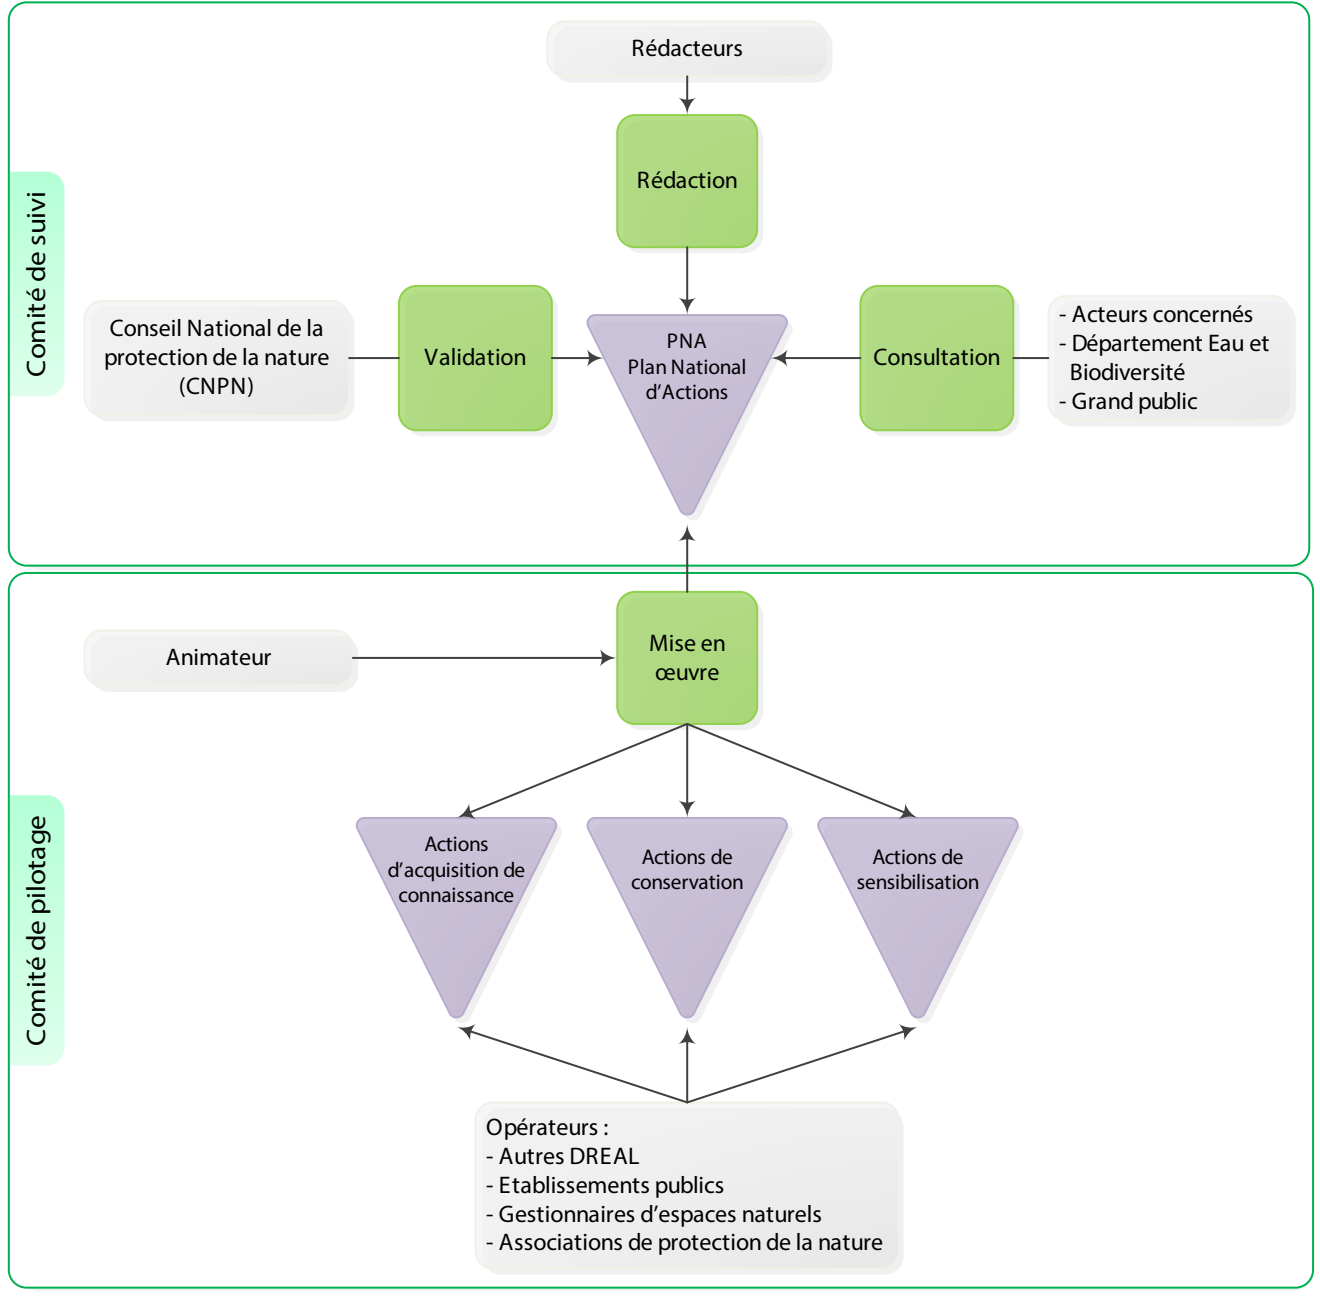 Comité de suivi
Rédacteurs
Rédaction
Conseil National de la
protection de la nature
(CNPN)
Validation
PNA
Plan National
d’Actions
Consultation
- Acteurs concernés
- Département Eau et
Biodiversité
- Grand public
Comité de pilotage
Animateur
Mise en
œuvre
Actions
d’acquisition de
connaissance
Actions de
conservation
Actions de
sensibilisation
Opérateurs :
- Autres DREAL
- Etablissements publics
- Gestionnaires d’espaces naturels
- Associations de protection de la nature